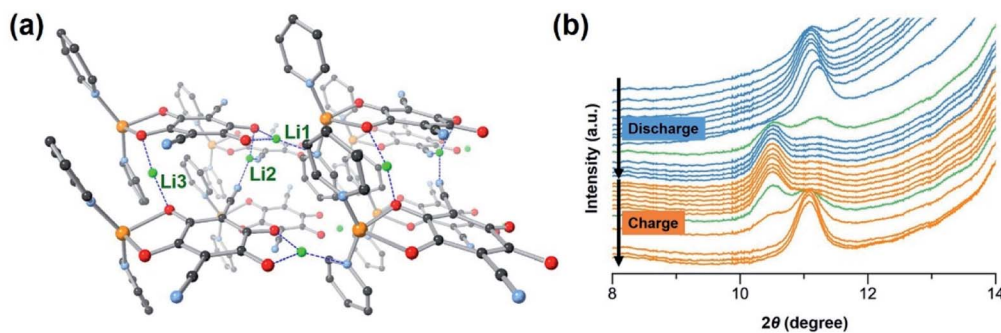 (a)
Li1
Li2
Li3
(b)
Intensity (a.u.)
Discharge
Charge
8 10 12 14
2θ (degree)